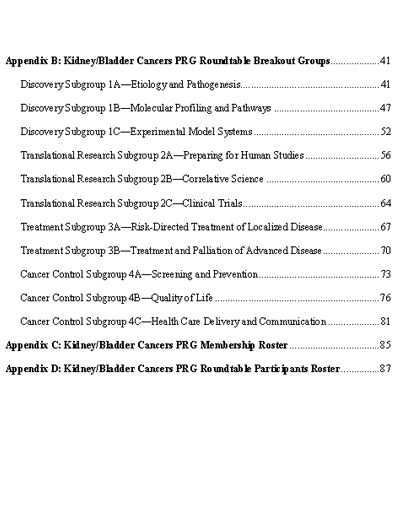 Appendix B: Kidney/Bladder Cancers PRG Roundtable Breakout Groups..................41
Discovery Subgroup 1A—Etiology and Pathogenesis....................................................41
Discovery Subgroup 1B—Molecular Profiling and Pathways ........................................47
Discovery Subgroup 1C—Experimental Model Systems................................................52
Translational Research Subgroup 2A—Preparing for Human Studies............................56
Translational Research Subgroup 2B—Correlative Science ..........................................60
Translational Research Subgroup 2C—Clinical Trials....................................................64
Treatment Subgroup 3A—Risk-Directed Treatment of Localized Disease.....................67
Treatment Subgroup 3B—Treatment and Palliation of Advanced Disease.....................70
Cancer Control Subgroup 4A—Screening and Prevention..............................................73
Cancer Control Subgroup 4B—Quality of Life ..............................................................76
Cancer Control Subgroup 4C—Health Care Delivery and Communication ...................81
Appendix C: Kidney/Bladder Cancers PRG Membership Roster...................................85
Appendix D: Kidney/Bladder Cancers PRG Roundtable Participants Roster..............87